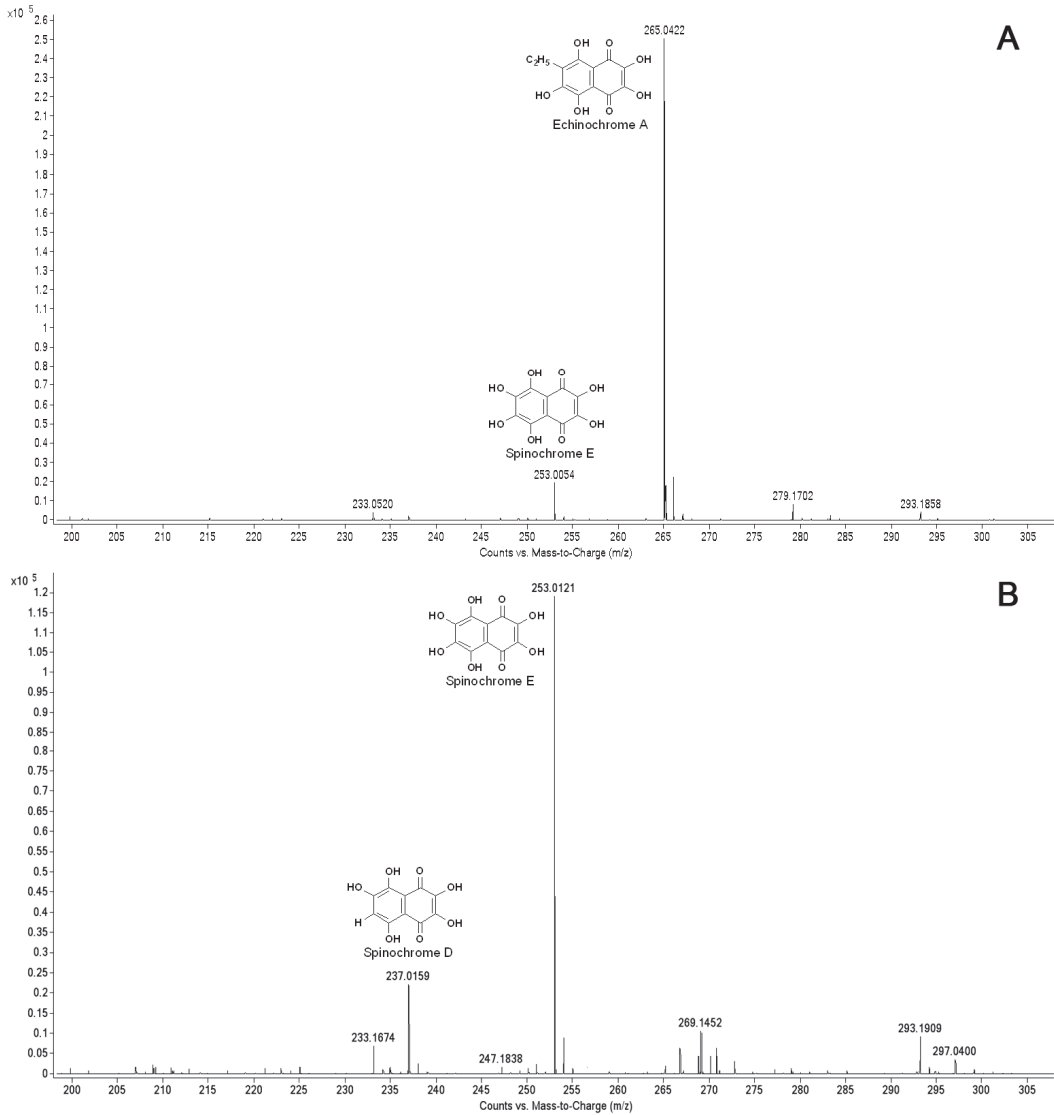 x10 5
A
2.6
2.5
2.4
2.3
2.2
2.1
2
1.9
1.8
1.7
1.6
1.5
1.4
1.3
1.2
1.1
1
0.9
0.8
0.7
0.6
0.5
0.4
0.3
0.2
0.1
0
265.0422
OH O
C2H5 OH
HO OH
OH O
Echinochrome A
OH O
HO OH
HO OH
OH O
Spinochrome E
253.0054
233.0520
279.1702
293.1858
200 205 210 215 220 225 230 235 240 245 250 255 260 265 270 275 280 285 290 295 300 305
Counts vs. Mass-to-Charge (m/z)
x10 5
B
1.2
1.15
1.1
1.05
1
0.95
0.9
0.85
0.8
0.75
0.7
0.65
0.6
0.55
0.5
0.45
0.4
0.35
0.3
0.25
0.2
0.15
0.1
0.05
0
253.0121
OH O
HO OH
HO OH
OH O
Spinochrome E
OH O
HO OH
H OH
OH O
Spinochrome D
237.0159
233.1674
247.1838
269.1452
293.1909
297.0400
200 205 210 215 220 225 230 235 240 245 250 255 260 265 270 275 280 285 290 295 300 305
Counts vs. Mass-to-Charge (m/z)